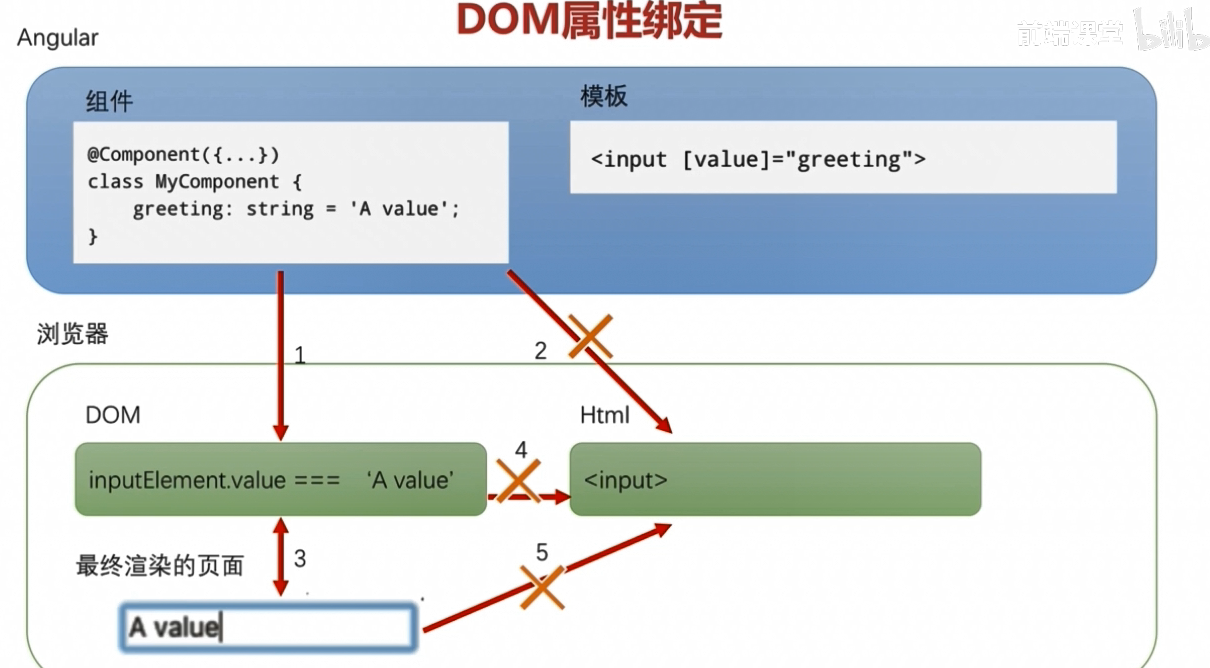 DOM属性绑定
Angular
前端课堂 bilibili
组件
模板
@Component({...})
class MyComponent {
greeting: string = 'A value';
}
<input [value]="greeting">
浏览器
1
2
DOM
Html
inputElement.value === ‘A value’
4
<input>
最终渲染的页面
3
5
A value